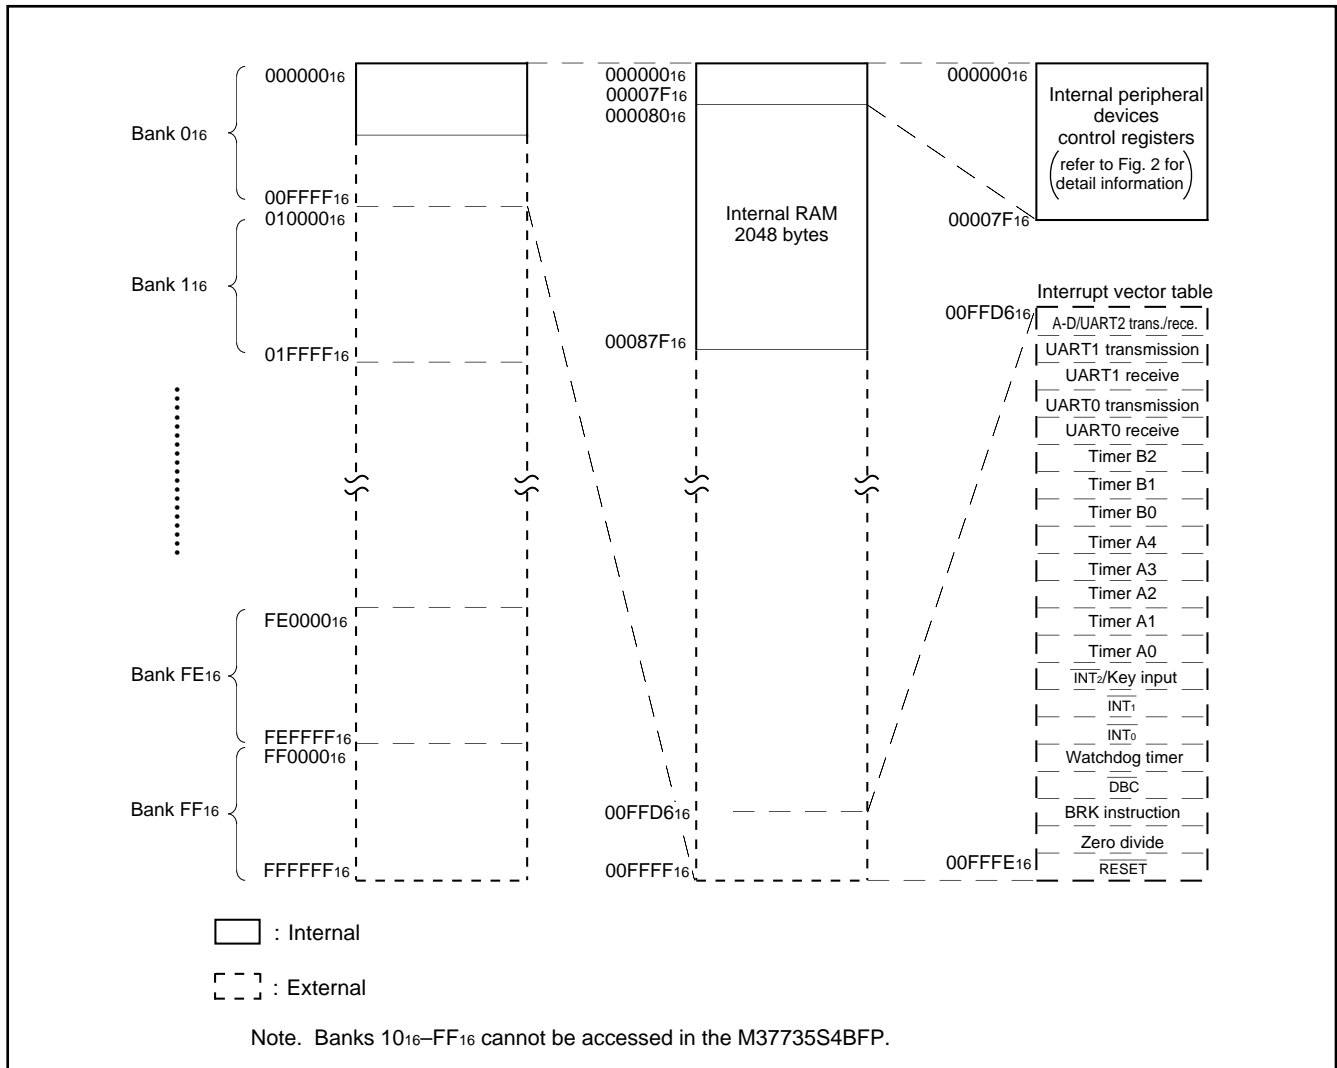 000000₁₆
Bank 0₁₆
00FFFF₁₆
010000₁₆
Bank 1₁₆
01FFFF₁₆
FE0000₁₆
Bank FE₁₆
FEFFFF₁₆
FF0000₁₆
Bank FF₁₆
FFFFFF₁₆
000000₁₆
00007F₁₆
000080₁₆
Internal RAM
2048 bytes
00087F₁₆
00FFD6₁₆
00FFFF₁₆
000000₁₆
Internal peripheral
devices
control registers
(refer to Fig. 2 for
detail information)
00007F₁₆
Interrupt vector table
00FFD6₁₆
A-D/UART2 trans./rece.
UART1 transmission
UART1 receive
UART0 transmission
UART0 receive
Timer B2
Timer B1
Timer B0
Timer A4
Timer A3
Timer A2
Timer A1
Timer A0
INT₂/Key input
INT₁
INT₀
Watchdog timer
DBC
BRK instruction
Zero divide
00FFFE₁₆
RESET
: Internal
: External
Note. Banks 10₁₆–FF₁₆ cannot be accessed in the M37735S4BFP.